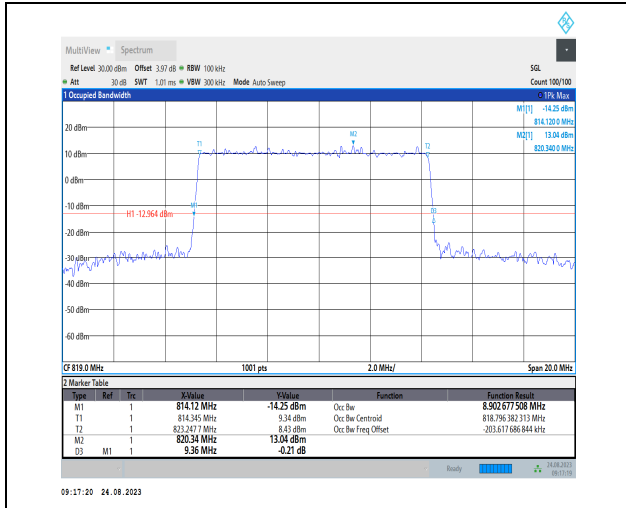 MultiView * Spectrum
Ref Level 30.00 dBm Offset 3.97 dB RBW 100 kHz SGL
Att 30 dB SWT 1.01 ms VBW 300 kHz Mode Auto Sweep Count 100/100
1 Occupied Bandwidth 1Pk Max
M1[1] -14.25 dBm
814.1200 MHz
M2[1] 13.04 dBm
820.3400 MHz
20 dBm
M2
T1
T2
10 dBm
0 dBm
-10 dBm
M1
H1 -12.964 dBm
D3
-20 dBm
-30 dBm
-40 dBm
-50 dBm
-60 dBm
CF 819.0 MHz 1001 pts 2.0 MHz/ Span 20.0 MHz
2 Marker Table
Type Ref Trc X-Value Y-Value Function Function Result
M1 1 814.12 MHz -14.25 dBm Occ Bw 8.902 677 508 MHz
T1 1 814.345 MHz 9.34 dBm Occ Bw Centroid 818.796 382 313 MHz
T2 1 823.247 7 MHz 8.43 dBm Occ Bw Freq Offset -203.617 686 844 kHz
M2 1 820.34 MHz 13.04 dBm
D3 M1 1 9.36 MHz -0.21 dB
Ready 24.08.2023
09:17:19
09:17:20 24.08.2023